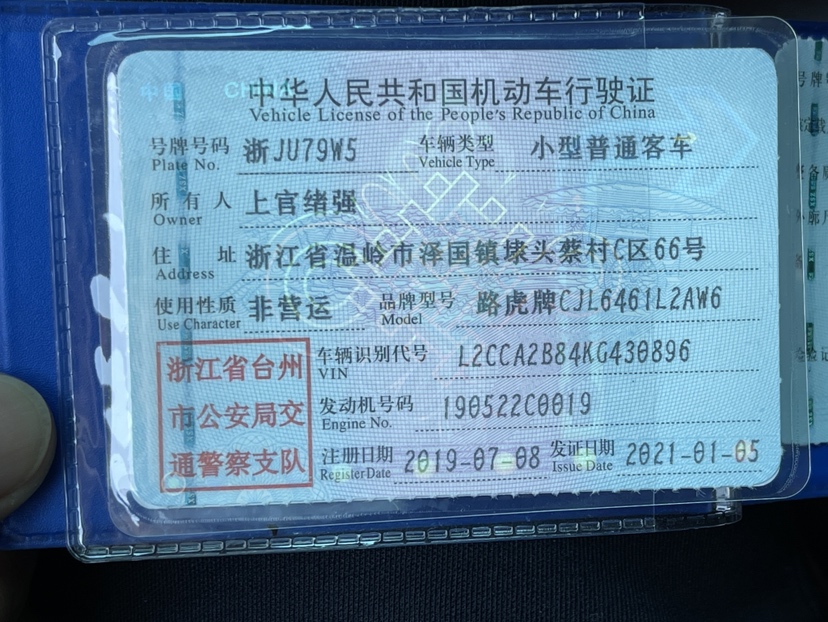 中华人民共和国机动车行驶证
Vehicle License of the People's Republic of China
号牌号码 浙JU79W5 车辆类型 小型普通客车
Plate No. Vehicle Type
所有人 上官绪强
Owner
住址 浙江省温岭市泽国镇埭头蔡村C区66号
Address
使用性质 非营运 品牌型号 路虎牌CJL6461L2AW6
Use Character Model
浙江省台州
市公安局交
通警察支队
车辆识别代号 L2CCA2B84KG430896
VIN
发动机号码 190522C0019
Engine No.
注册日期 2019-07-08 发证日期 2021-01-05
Register Date Issue Date